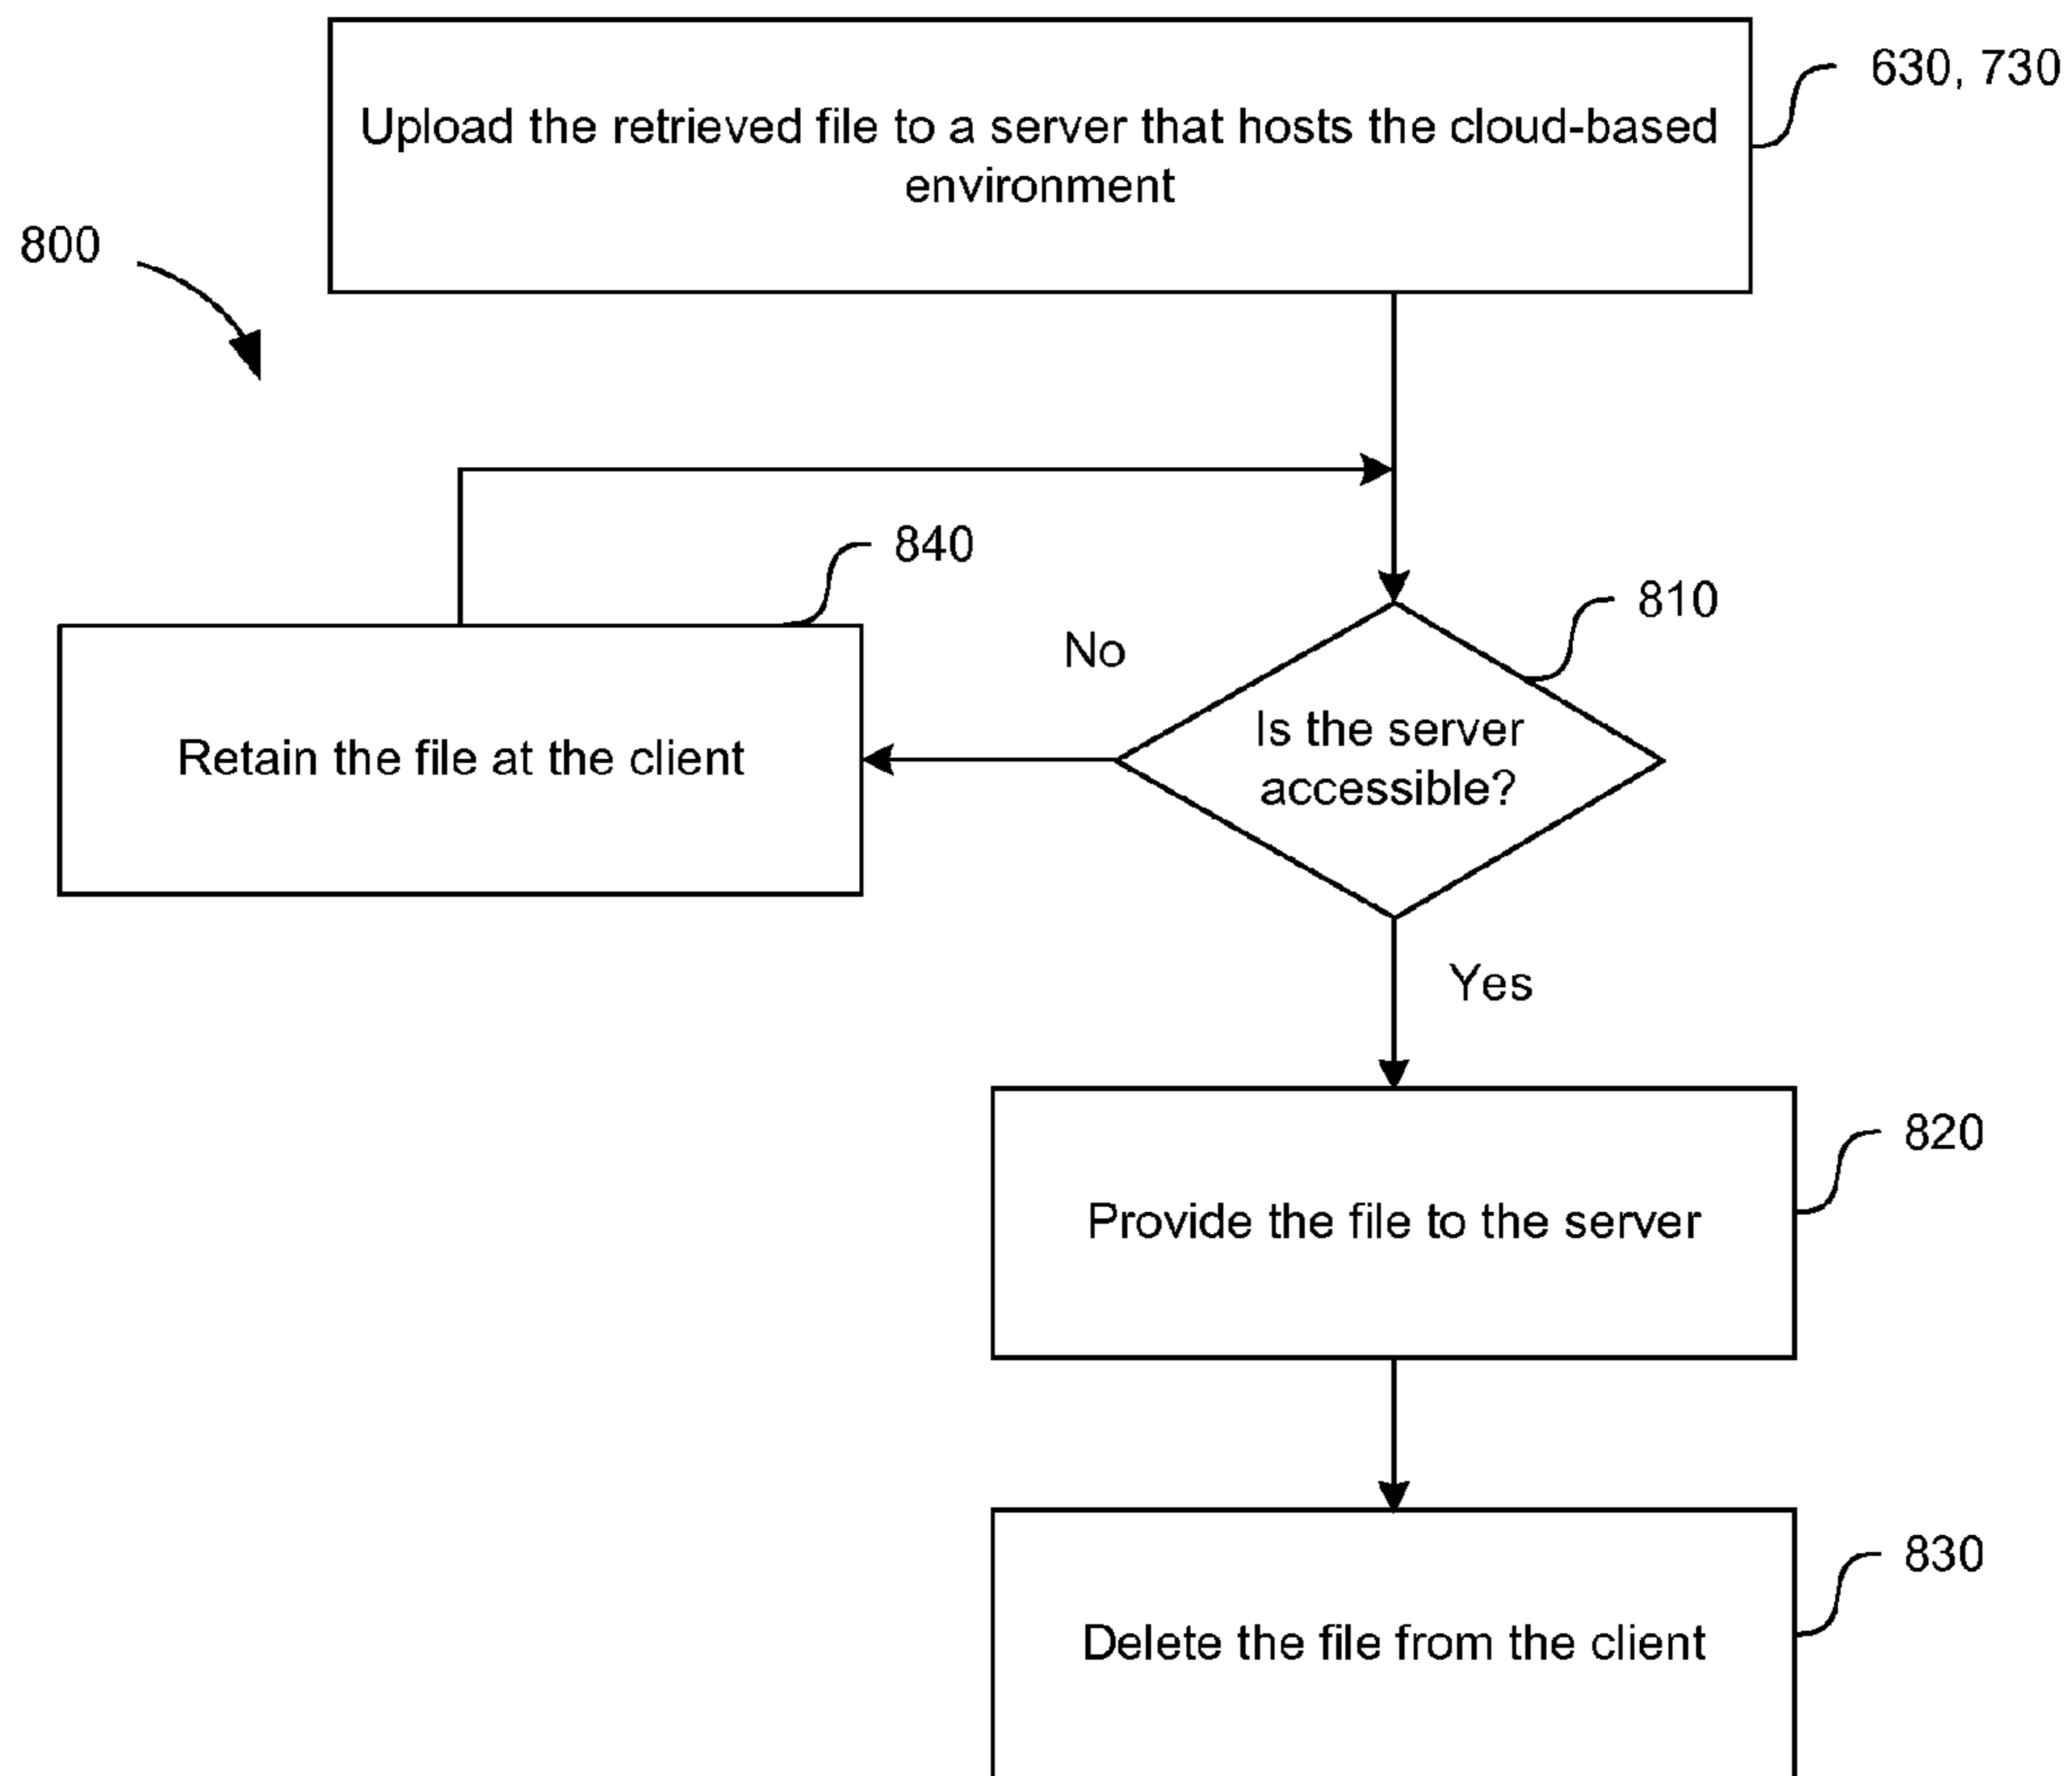 Upload the retrieved file to a server that hosts the cloud-based
environment
630, 730
800
840
810
No
Is the server
accessible?
Retain the file at the client
Yes
820
Provide the file to the server
830
Delete the file from the client